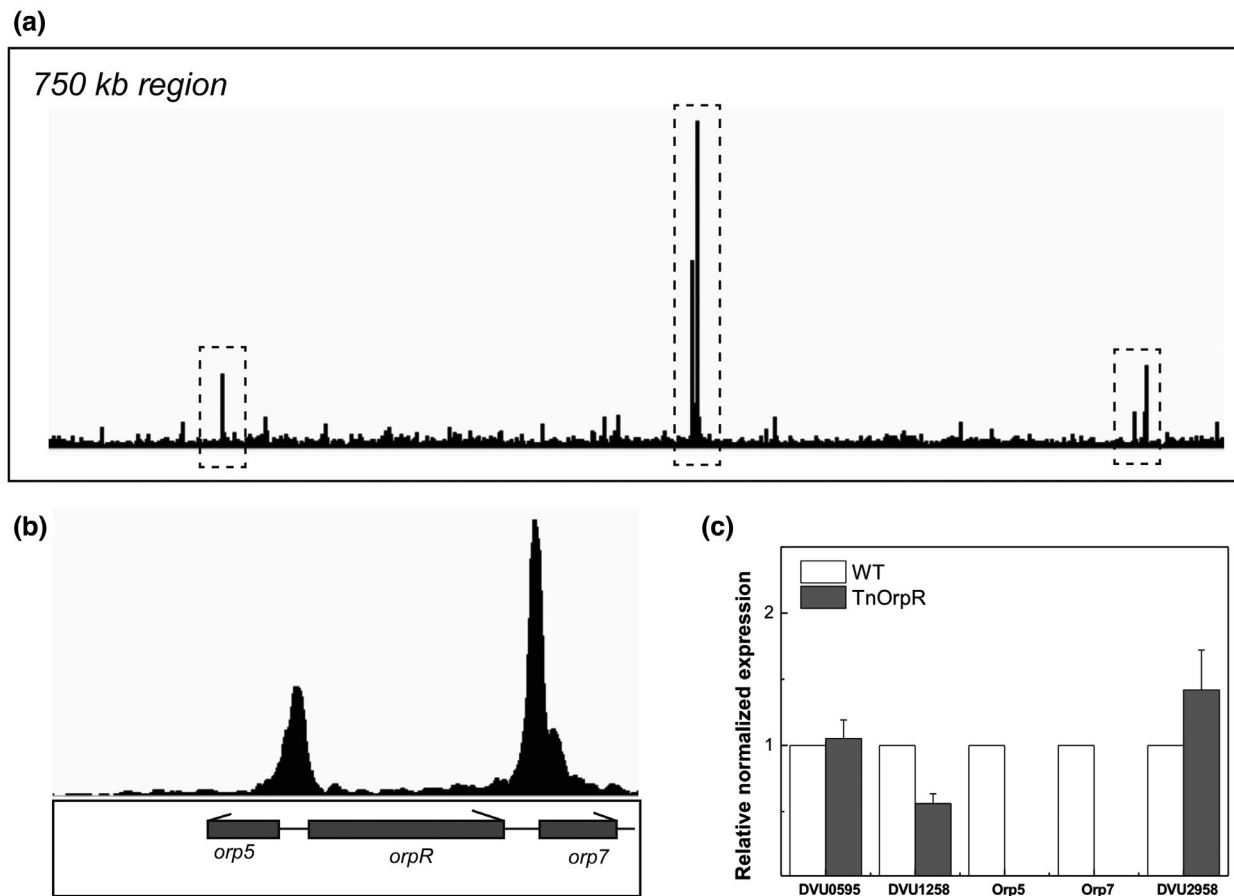 (a)
750 kb region
(b)
orp5
orpR
orp7
(c)
Relative normalized expression
WT
TnOrpR
2
1
DVU0595
DVU1258
Orp5
Orp7
DVU2958